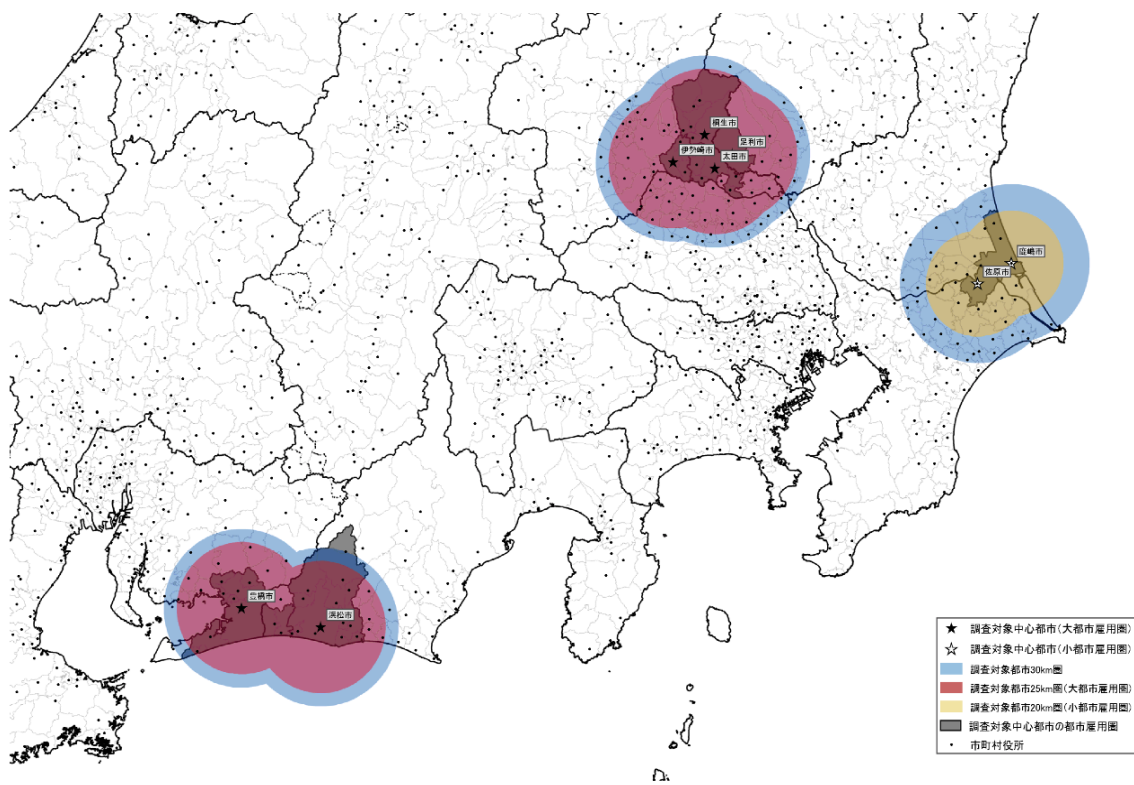 桐生市
足利市
伊勢崎市
太田市
鹿嶋市
佐原市
豊橋市
浜松市
調査対象中心都市(大都市雇用圏)
調査対象中心都市(小都市雇用圏)
調査対象都市30km圏
調査対象都市25km圏(大都市雇用圏)
調査対象都市20km圏(小都市雇用圏)
調査対象中心都市の都市雇用圏
市町村役所